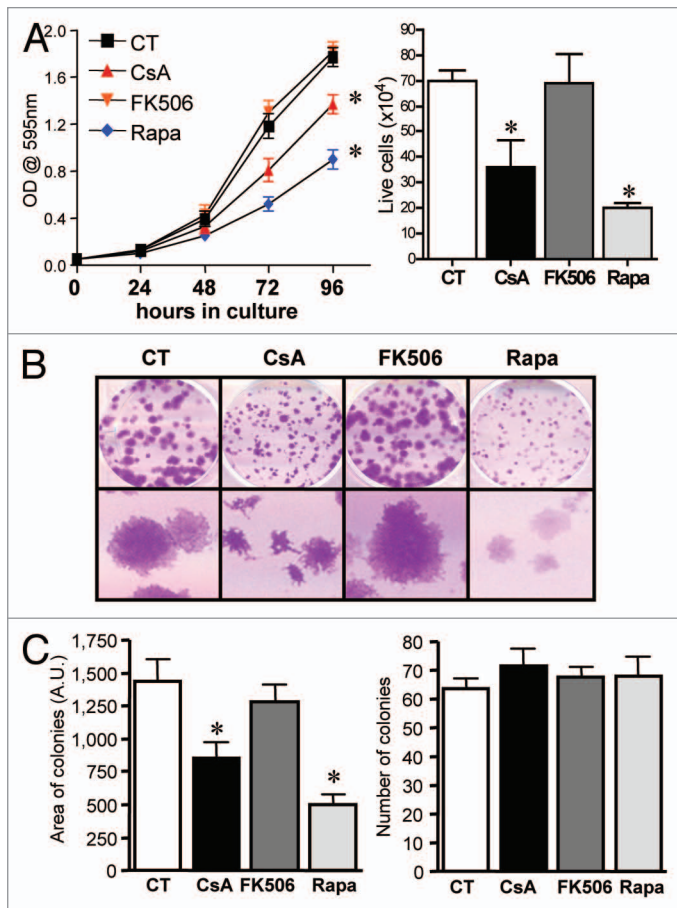 A
CT
CsA
FK506
Rapa
OD @ 595nm
2.0
1.6
1.2
0.8
0.4
0.0
*
*
0 24 48 72 96
hours in culture
Live cells (x10⁴)
90
80
70
60
50
40
30
20
10
0
*
*
CT CsA FK506 Rapa
B
CT CsA FK506 Rapa
C
Area of colonies (A.U.)
1,750
1,500
1,250
1,000
750
500
250
0
*
*
CT CsA FK506 Rapa
Number of colonies
80
70
60
50
40
30
20
10
0
CT CsA FK506 Rapa